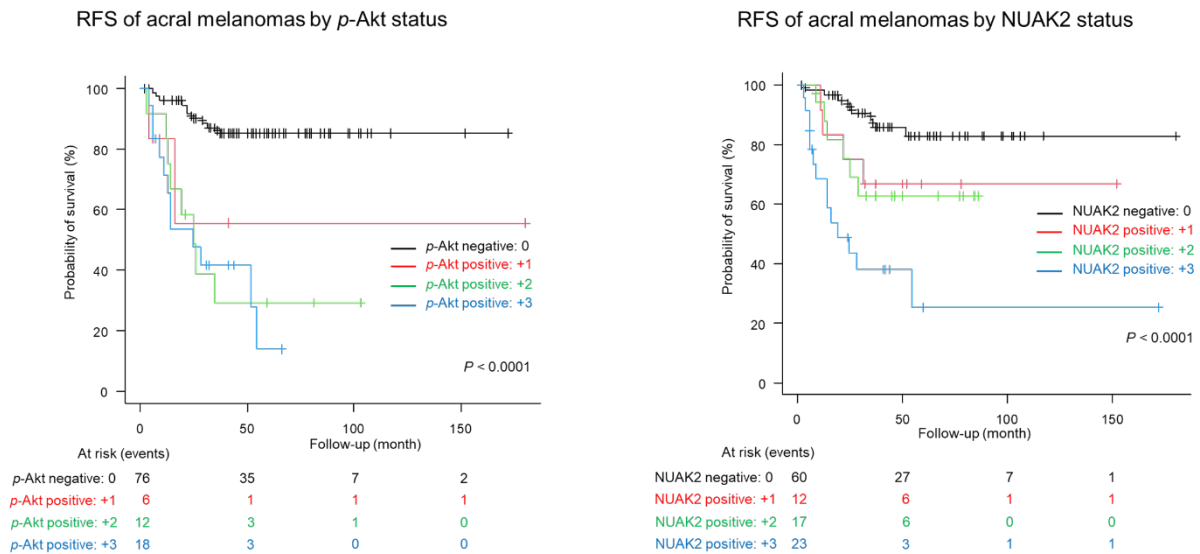 RFS of acral melanomas by p-Akt status
Probability of survival (%)
100
80
60
40
20
0
p-Akt negative: 0
p-Akt positive: +1
p-Akt positive: +2
p-Akt positive: +3
P < 0.0001
0 50 100 150
Follow-up (month)
At risk (events)
p-Akt negative: 0 76 35 7 2
p-Akt positive: +1 6 1 1 1
p-Akt positive: +2 12 3 1 0
p-Akt positive: +3 18 3 0 0
RFS of acral melanomas by NUAK2 status
Probability of survival (%)
100
80
60
40
20
0
NUAK2 negative: 0
NUAK2 positive: +1
NUAK2 positive: +2
NUAK2 positive: +3
P < 0.0001
0 50 100 150
Follow-up (month)
At risk (events)
NUAK2 negative: 0 60 27 7 1
NUAK2 positive: +1 12 6 1 1
NUAK2 positive: +2 17 6 0 0
NUAK2 positive: +3 23 3 1 1